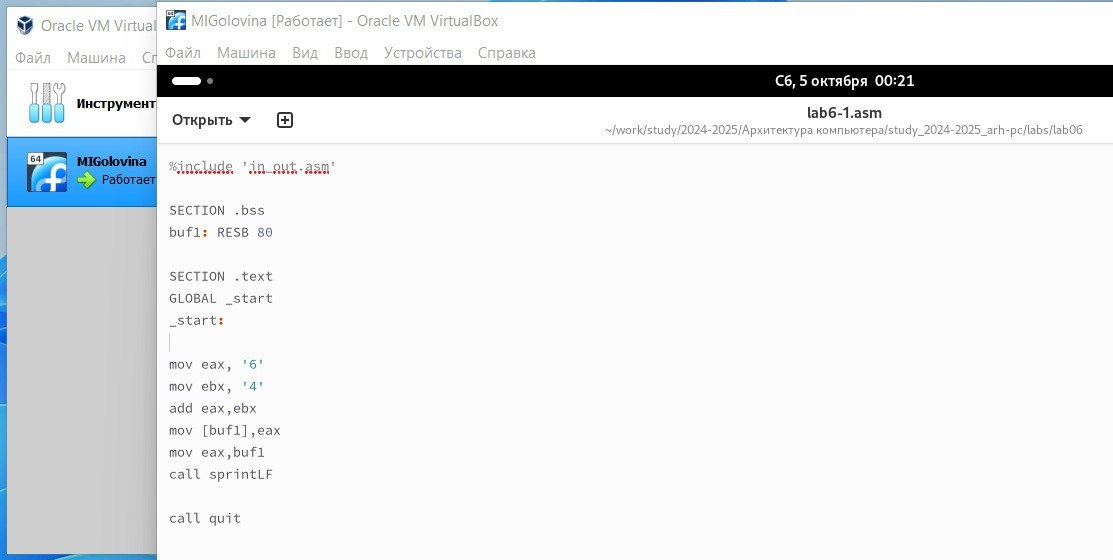 Oracle VM Virtual
Файл Машина
Инструмент
64
MIGolovina
Работает
MIGolovina [Работает] - Oracle VM VirtualBox
Файл Машина Вид Ввод Устройства Справка
Сб, 5 октября 00:21
Открыть
lab6-1.asm
~/work/study/2024-2025/Архитектура компьютера/study_2024-2025_arh-pc/labs/lab06
%include 'in_out.asm'
SECTION .bss
buf1: RESB 80
SECTION .text
GLOBAL _start
_start:
mov eax, '6'
mov ebx, '4'
add eax,ebx
mov [buf1],eax
mov eax,buf1
call sprintLF
call quit